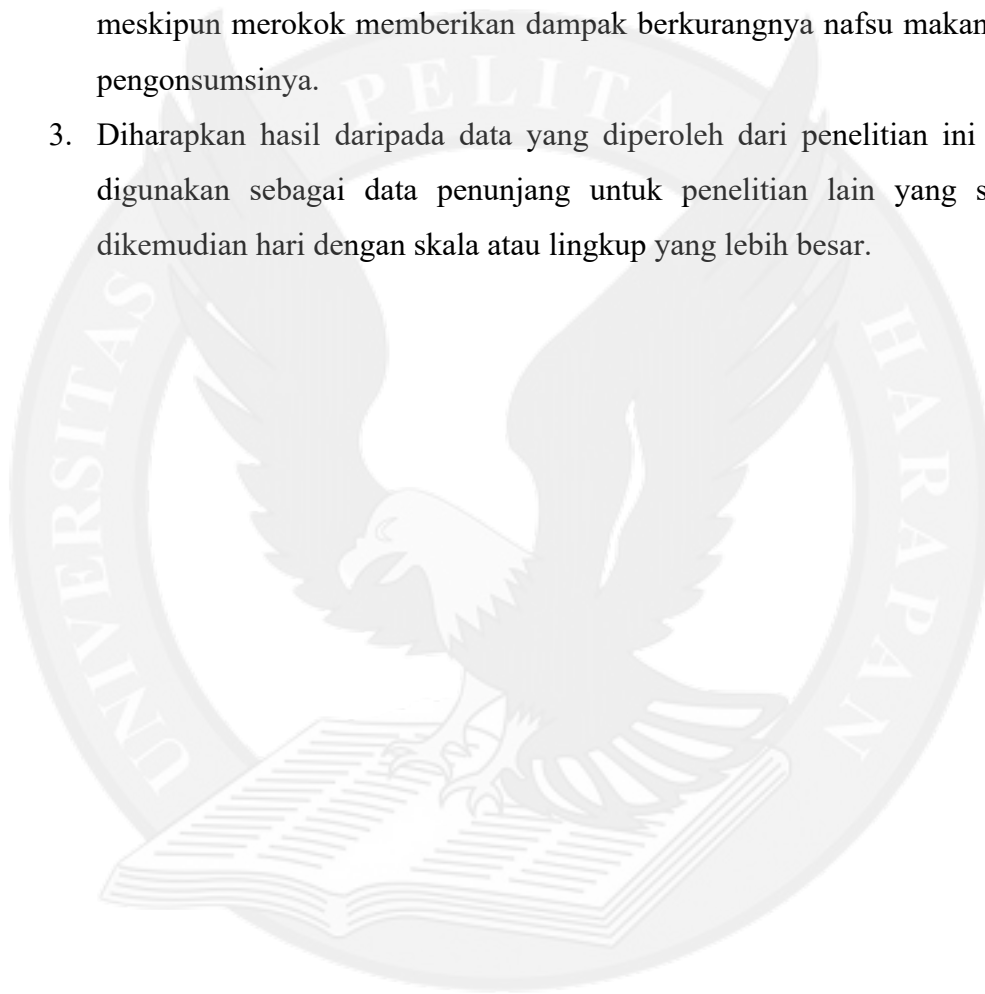 meskipun merokok memberikan dampak berkurangnya nafsu makan
pengonsumsinya.
3. Diharapkan hasil daripada data yang diperoleh dari penelitian ini
digunakan sebagai data penunjang untuk penelitian lain yang
dikemudian hari dengan skala atau lingkup yang lebih besar.
UNIVERSITAS PELITA HARAPAN